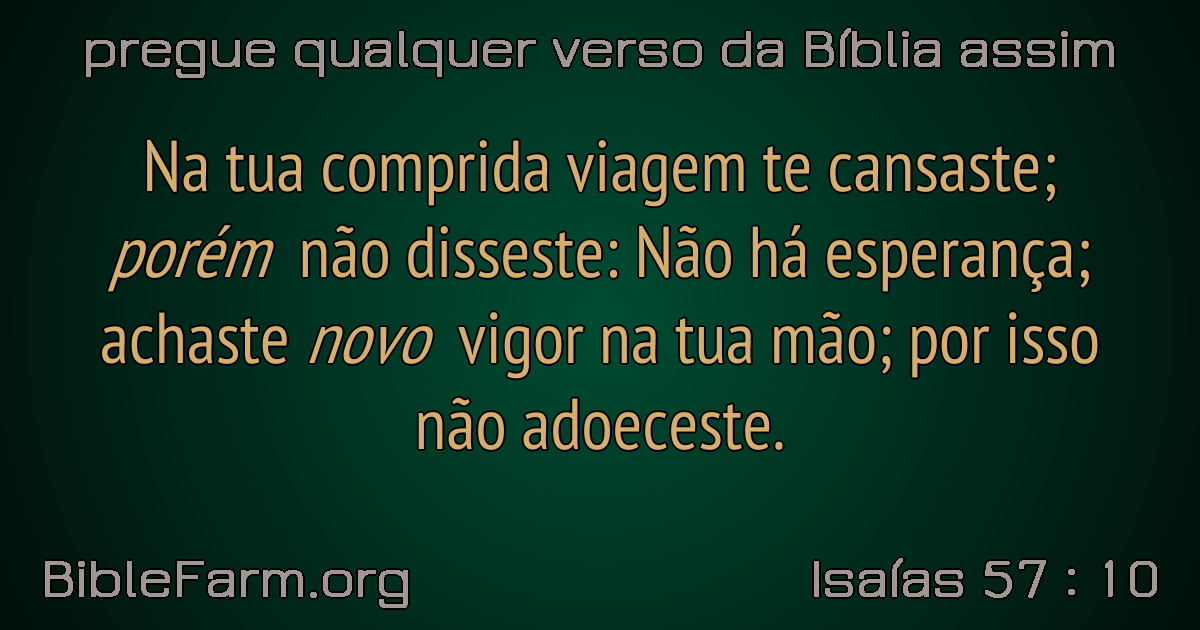 pregue qualquer verso da Bíblia assim
Na tua comprida viagem te cansaste;
porém não disseste: Não há esperança;
achaste novo vigor na tua mão; por isso
não adoeceste.
BibleFarm.org
Isaías 57 : 10